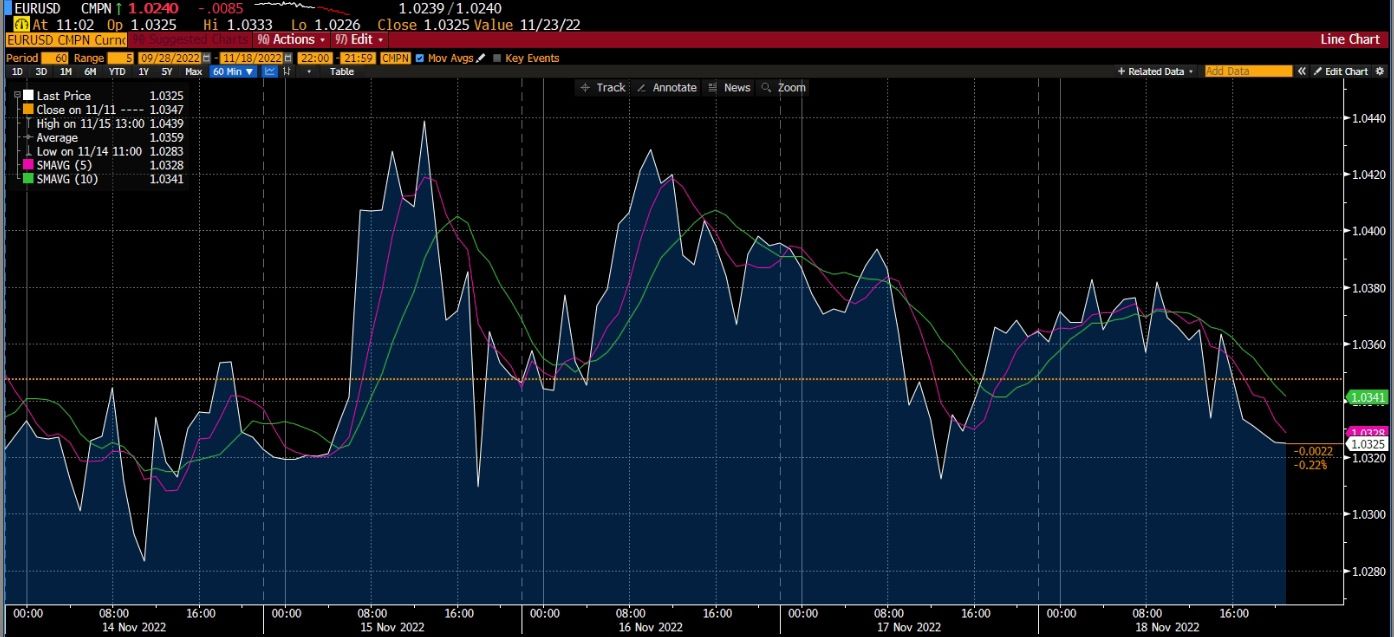 EURUSD CMPN ↑ 1.0240 -.0085 1.0239 / 1.0240
At 11:02 Op 1.0325 Hi 1.0333 Lo 1.0226 Close 1.0325 Value 11/23/22
EURUSD CMPN Curnc 96) Suggested Charts 96) Actions 97) Edit Line Chart
Period 60 Range 5 09/28/2022 - 11/18/2022 22:00 - 21:59 CMPN Mov Avgs Key Events
1D 3D 1M 6M YTD 1Y 5Y Max 60 Min ▼ Table + Related Data Add Data « Edit Chart
Track Annotate News Zoom
Last Price 1.0325
Close on 11/11 ---- 1.0347
High on 11/15 13:00 1.0439
Average 1.0359
Low on 11/14 11:00 1.0283
SMAVG (5) 1.0328
SMAVG (10) 1.0341
1.0440
1.0420
1.0400
1.0380
1.0360
1.0341
1.0328
1.0325
-0.0022
-0.22%
1.0320
1.0300
1.0280
00:00 08:00 16:00 00:00 08:00 16:00 00:00 08:00 16:00 00:00 08:00 16:00 00:00 08:00 16:00
14 Nov 2022 15 Nov 2022 16 Nov 2022 17 Nov 2022 18 Nov 2022